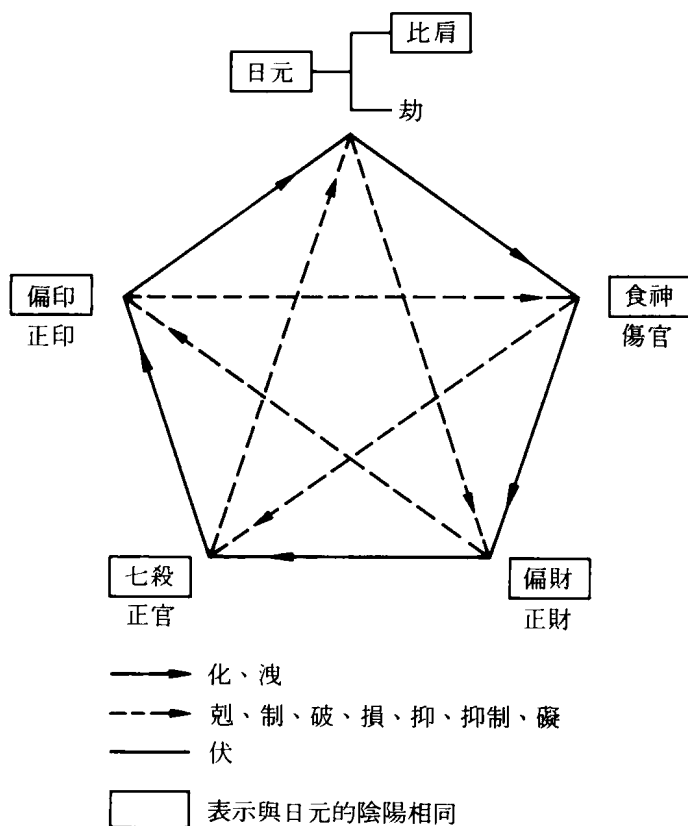 比肩
日元
劫
偏印
正印
食神
傷官
七殺
正官
偏財
正財
化、洩
剋、制、破、損、抑、抑制、礙
伏
表示與日元的陰陽相同